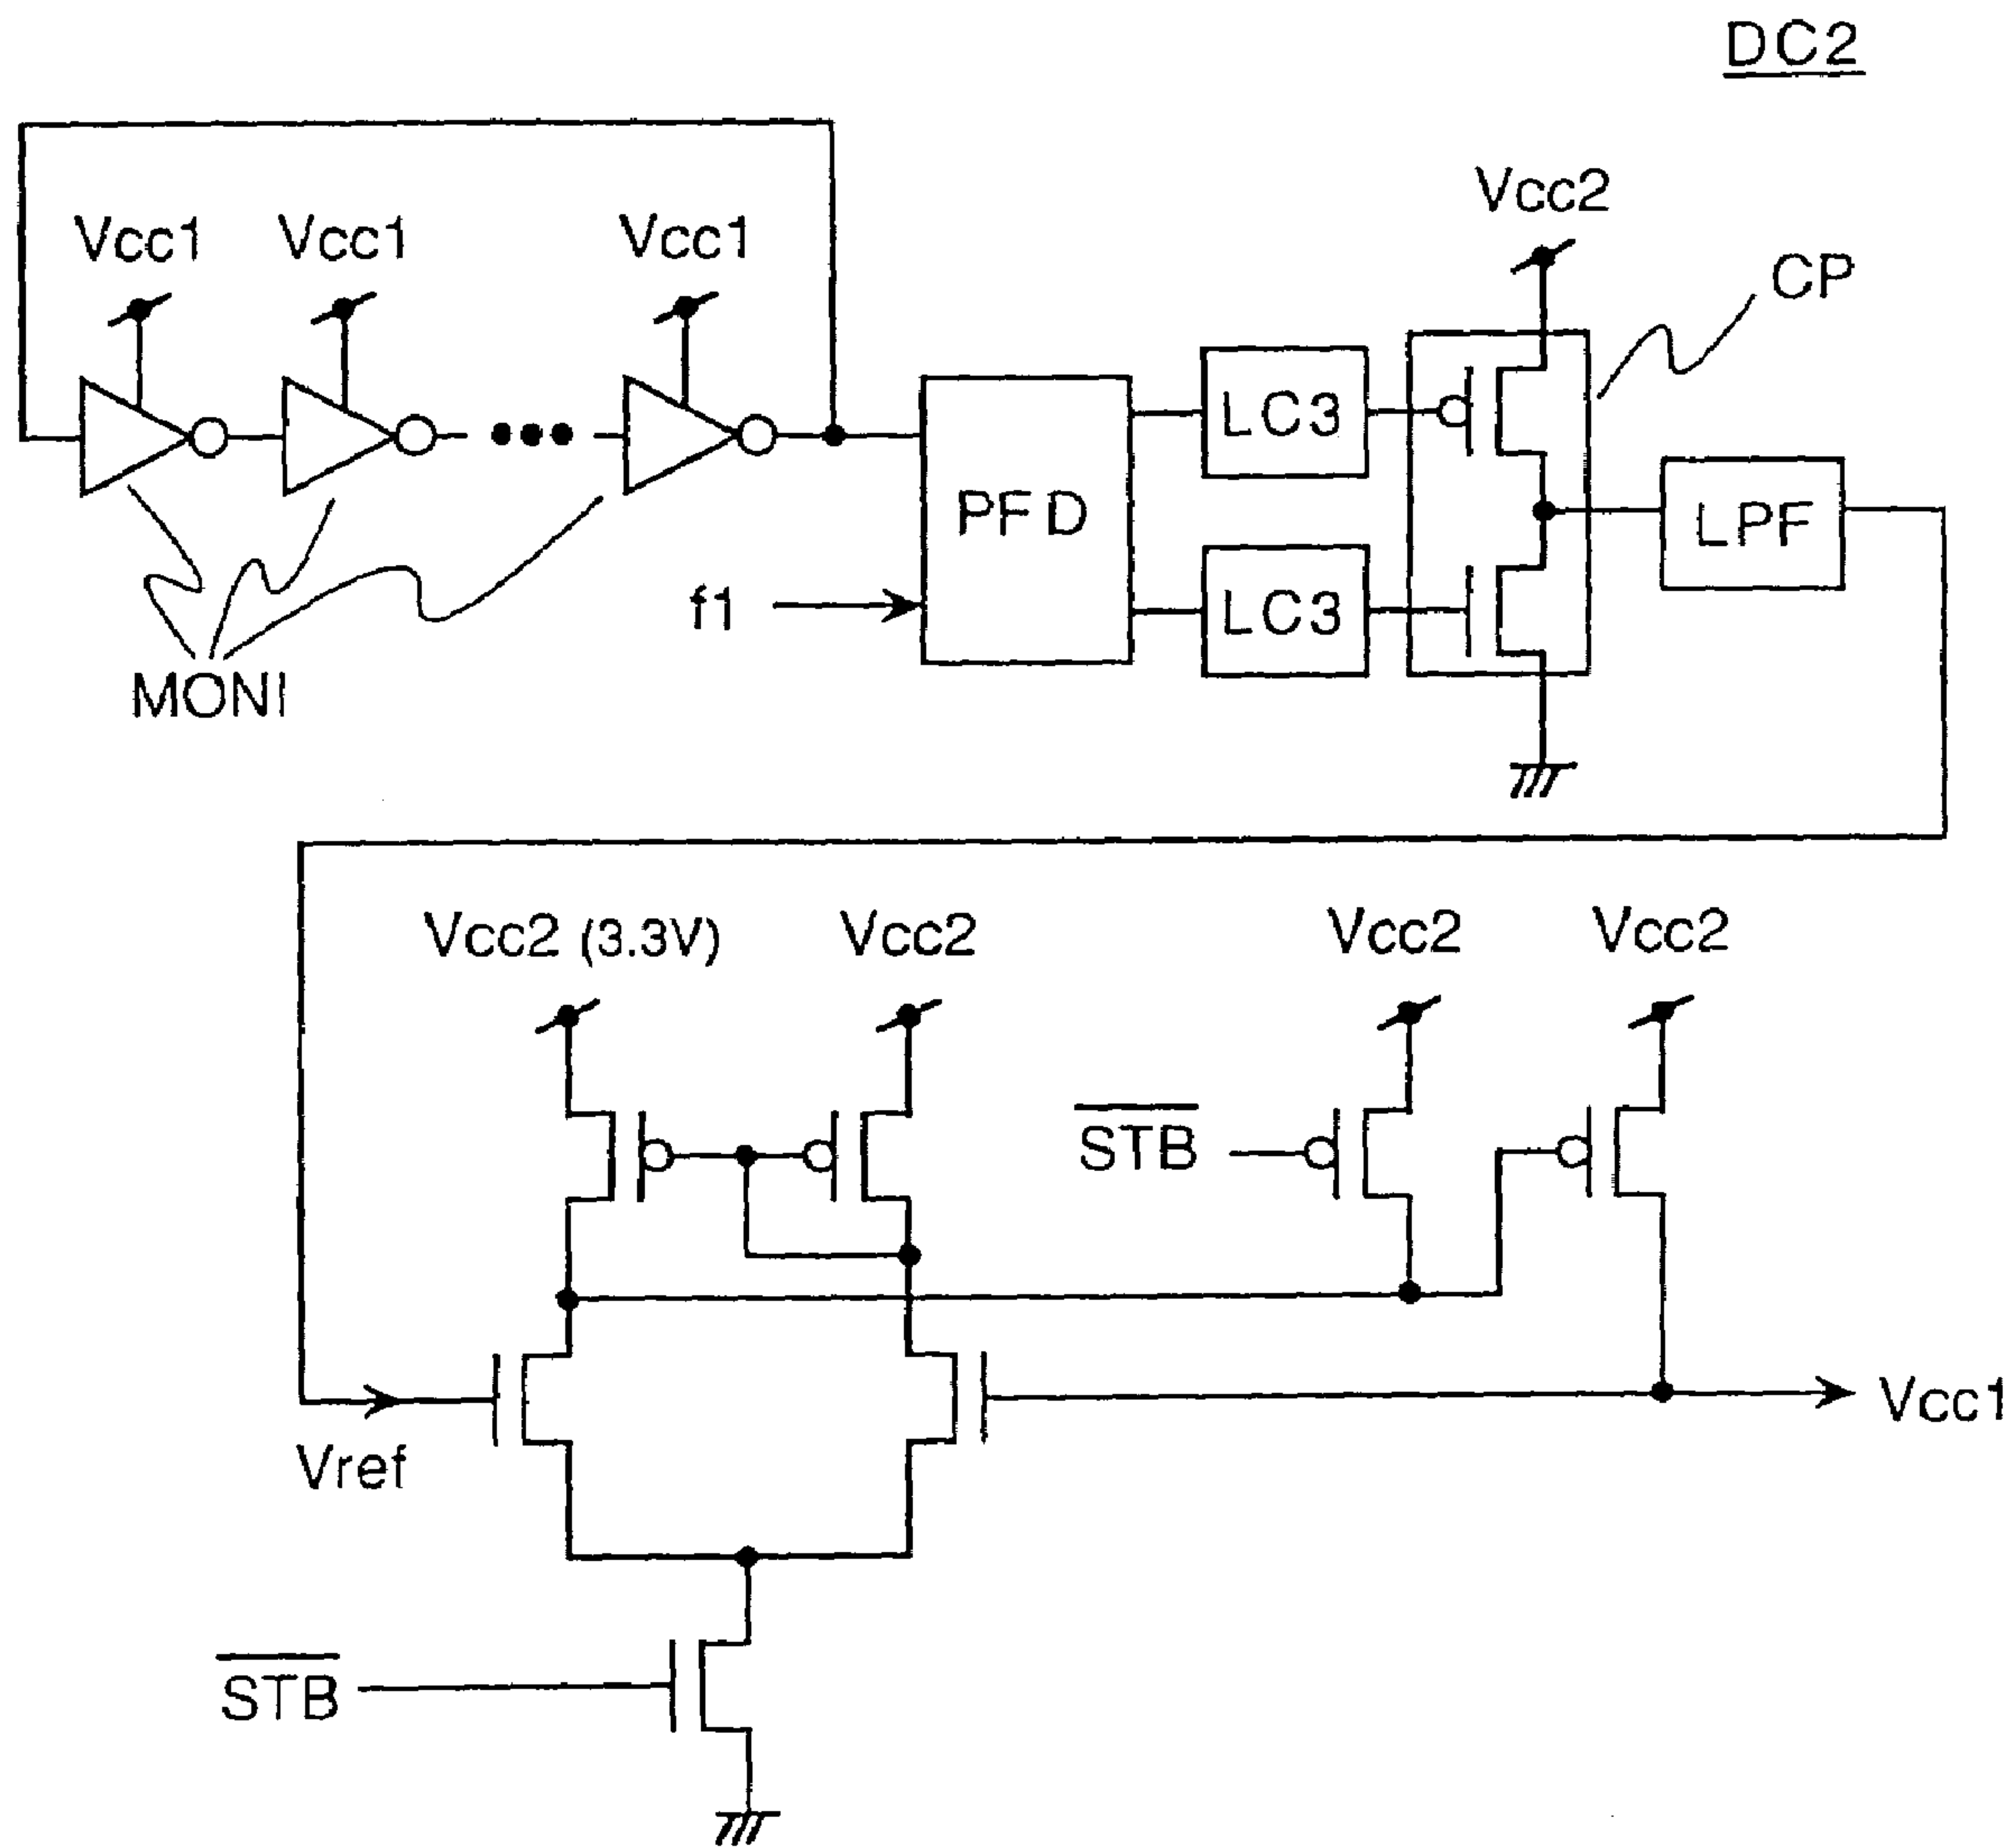 DC2
Vcc2
Vcc1 Vcc1 Vcc1
CP
LC3
PFD
LPF
f1
LC3
MONI
Vcc2 (3.3V) Vcc2 Vcc2 Vcc2
STB
Vcc1
Vref
STB